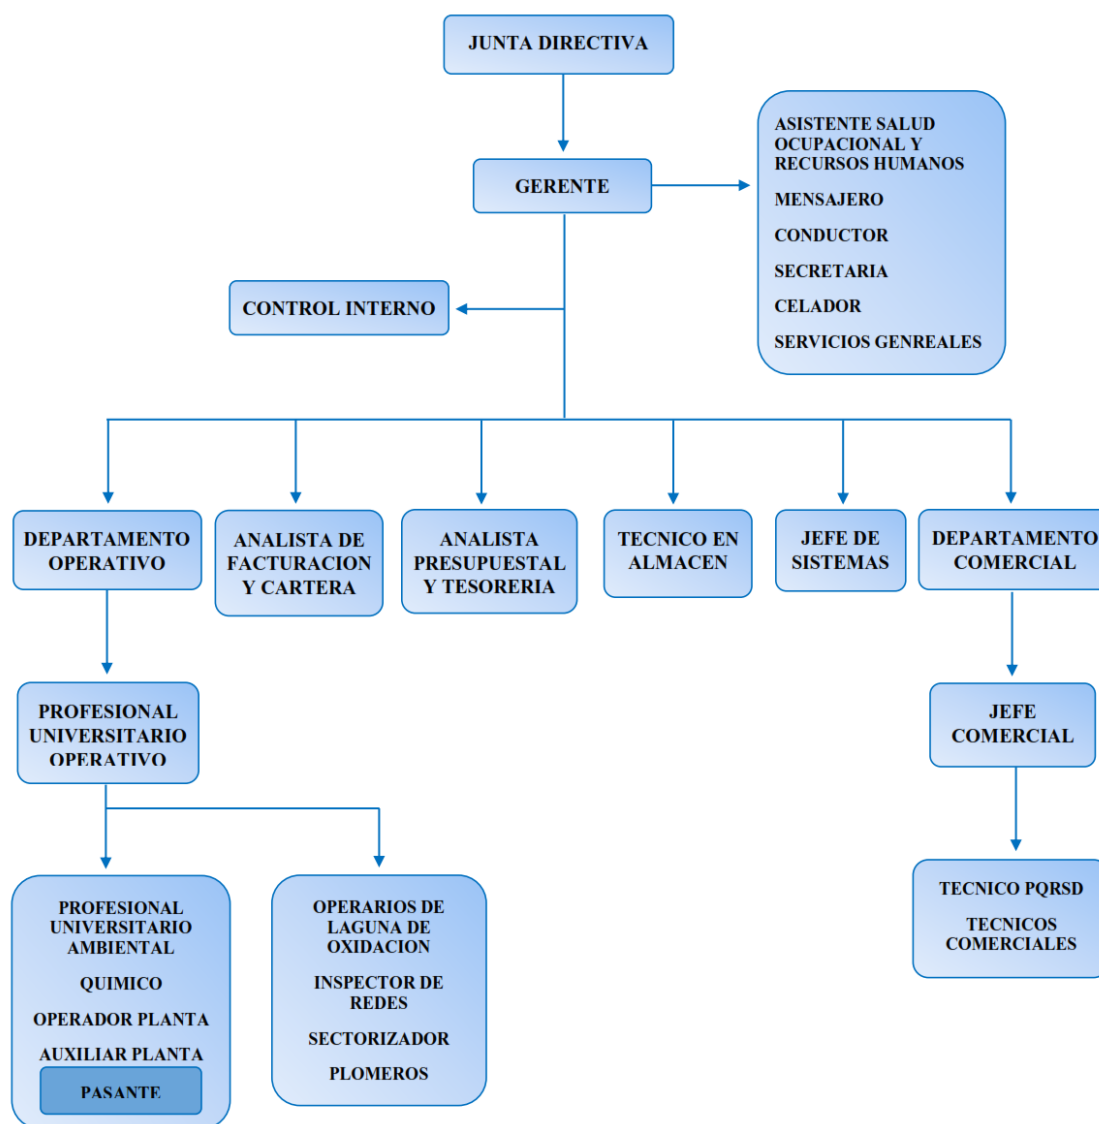 JUNTA DIRECTIVA
ASISTENTE SALUD
OCUPACIONAL Y
RECURSOS HUMANOS
MENSAJERO
CONDUCTOR
SECRETARIA
CELADOR
SERVICIOS GENREALES
GERENTE
CONTROL INTERNO
DEPARTAMENTO
OPERATIVO
ANALISTA DE
FACTURACION
Y CARTERA
ANALISTA
PRESUPUESTAL
Y TESORERIA
TECNICO EN
ALMACEN
JEFE DE
SISTEMAS
DEPARTAMENTO
COMERCIAL
PROFESIONAL
UNIVERSITARIO
OPERATIVO
JEFE
COMERCIAL
PROFESIONAL
UNIVERSITARIO
AMBIENTAL
QUIMICO
OPERADOR PLANTA
AUXILIAR PLANTA
PASANTE
OPERARIOS DE
LAGUNA DE
OXIDACION
INSPECTOR DE
REDES
SECTORIZADOR
PLOMEROS
TECNICO PQRSD
TECNICOS
COMERCIALES